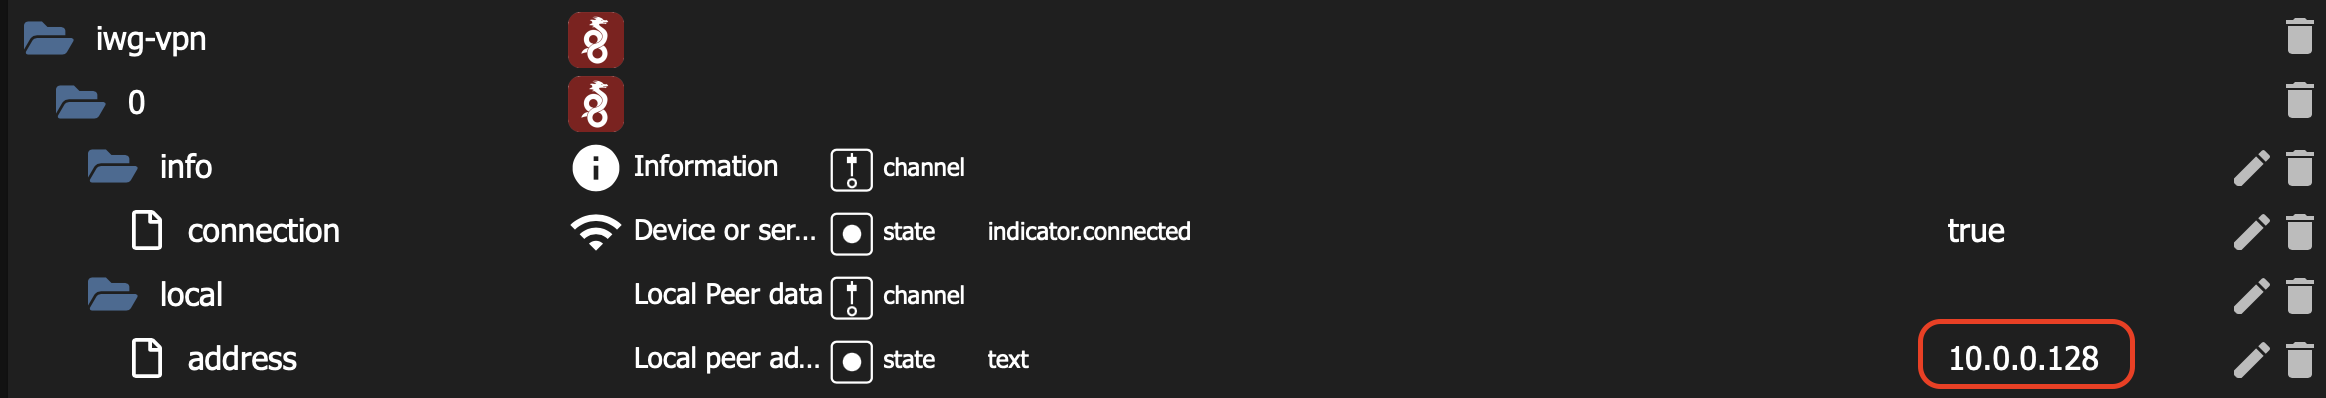 iwg-vpn
0
info Information channel
connection Device or ser... state indicator.connected true
local Local Peer data channel
address Local peer ad... state text 10.0.0.128